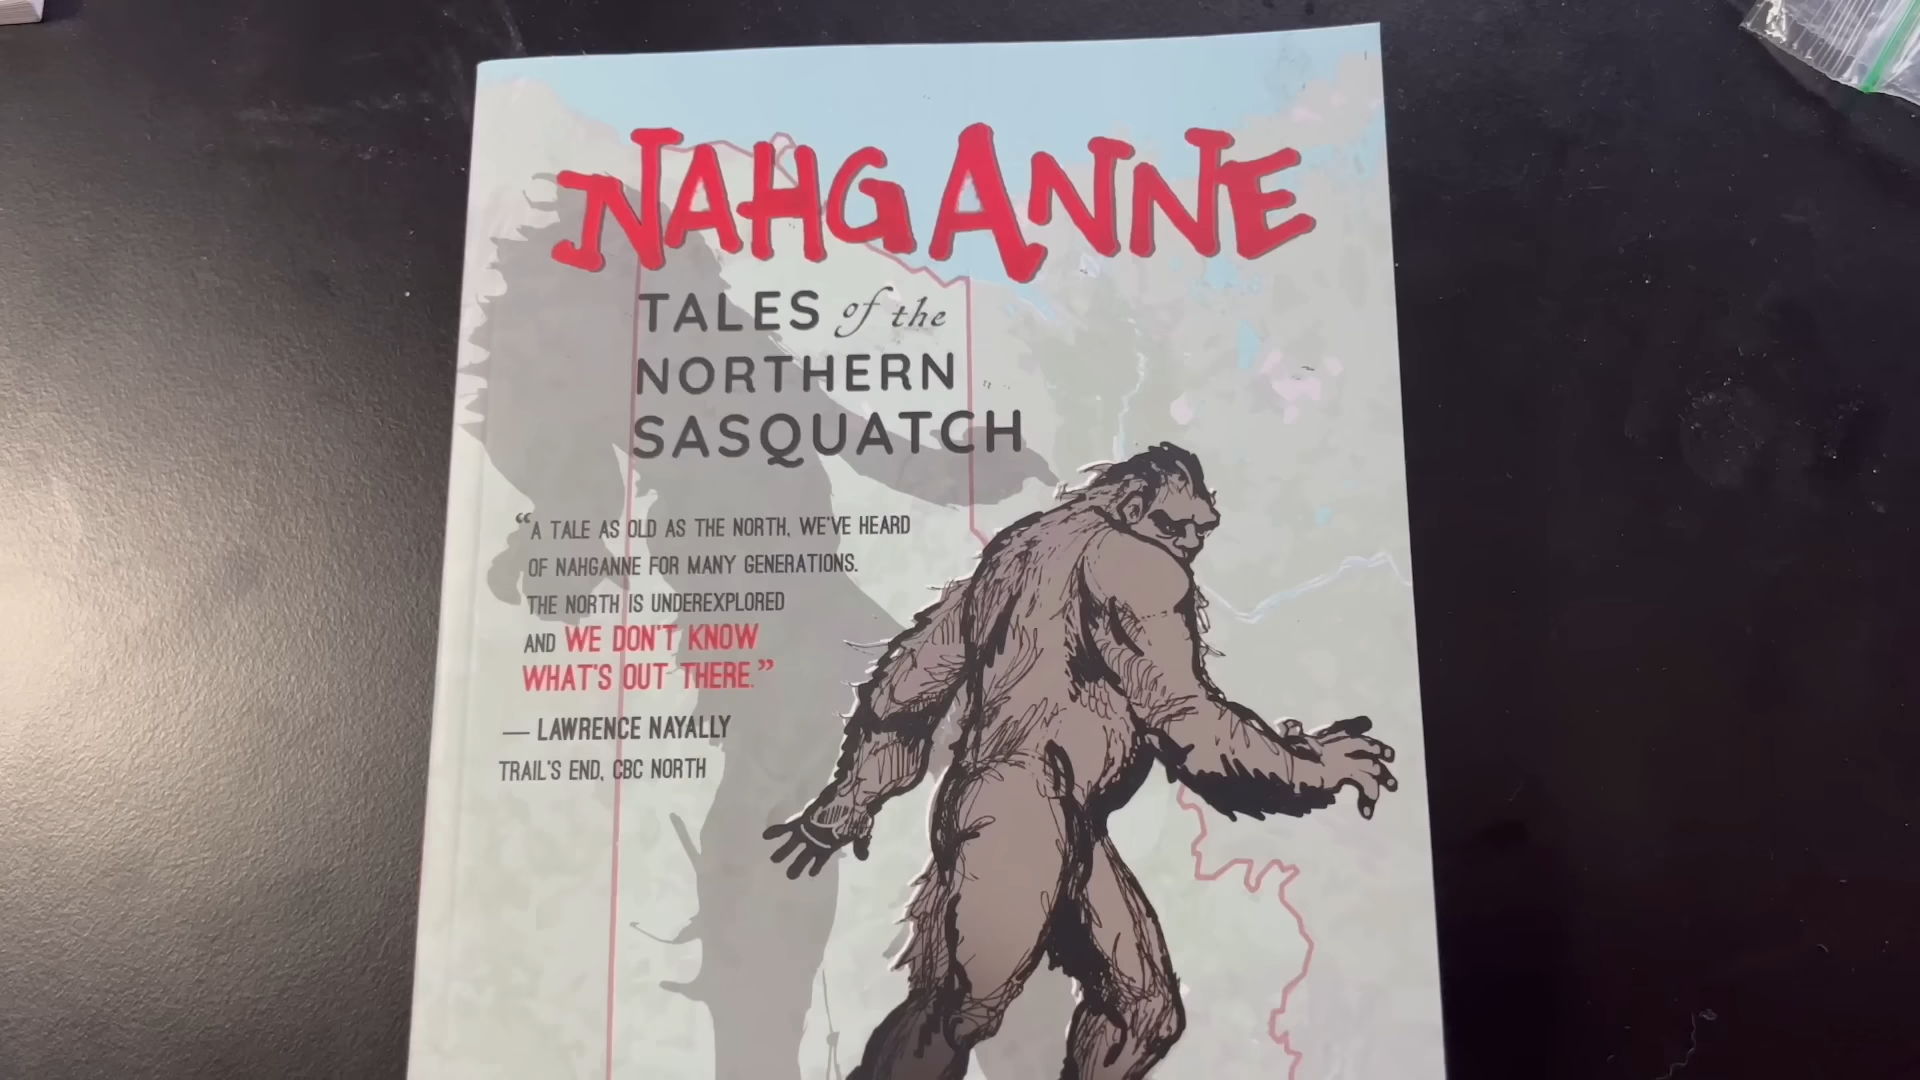 NAHGANNE
TALES of the
NORTHERN
SASQUATCH
“A TALE AS OLD AS THE NORTH, WE'VE HEARD
OF NAHGANNE FOR MANY GENERATIONS.
THE NORTH IS UNDEREXPLORED
AND WE DON'T KNOW
WHAT'S OUT THERE.”
— LAWRENCE NAYALLY
TRAIL'S END, CBC NORTH